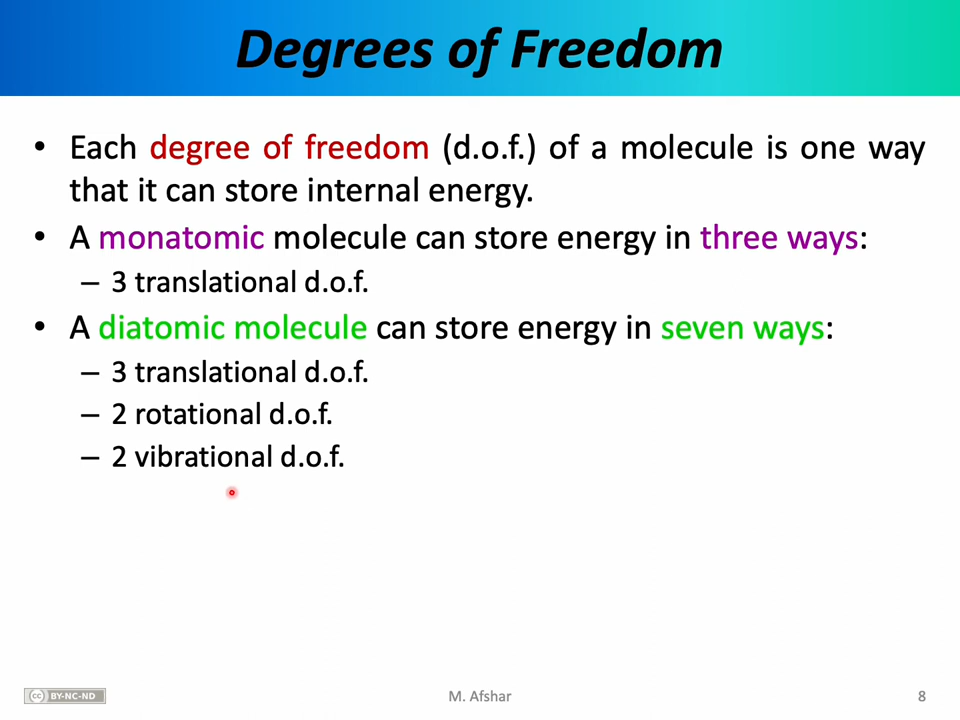 Degrees of Freedom
• Each degree of freedom (d.o.f.) of a molecule is one way
that it can store internal energy.
• A monatomic molecule can store energy in three ways:
– 3 translational d.o.f.
• A diatomic molecule can store energy in seven ways:
– 3 translational d.o.f.
– 2 rotational d.o.f.
– 2 vibrational d.o.f.
cc BY-NC-ND
M. Afshar
8